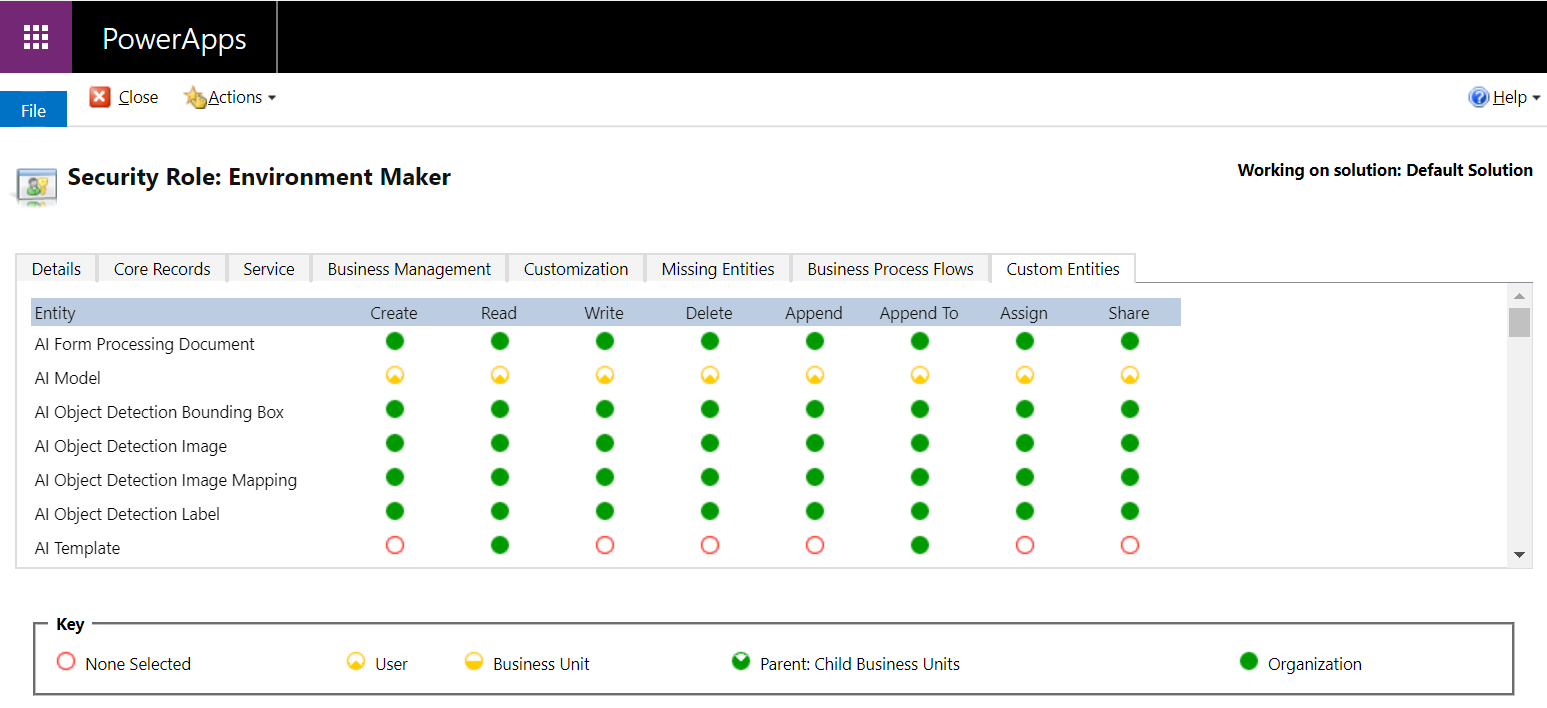 PowerApps
File Close Actions Help
Security Role: Environment Maker
Working on solution: Default Solution
Details Core Records Service Business Management Customization Missing Entities Business Process Flows Custom Entities
Entity Create Read Write Delete Append Append To Assign Share
AI Form Processing Document
AI Model
AI Object Detection Bounding Box
AI Object Detection Image
AI Object Detection Image Mapping
AI Object Detection Label
AI Template
Key
None Selected User Business Unit Parent: Child Business Units Organization